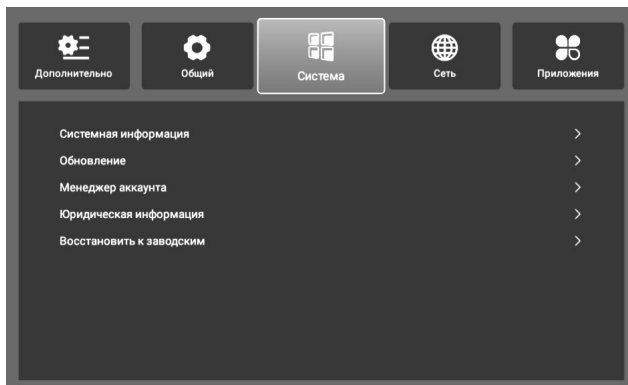 Дополнительно
Общий
Система
Сеть
Приложения
Системная информация
Обновление
Менеджер аккаунта
Юридическая информация
Восстановить к заводским